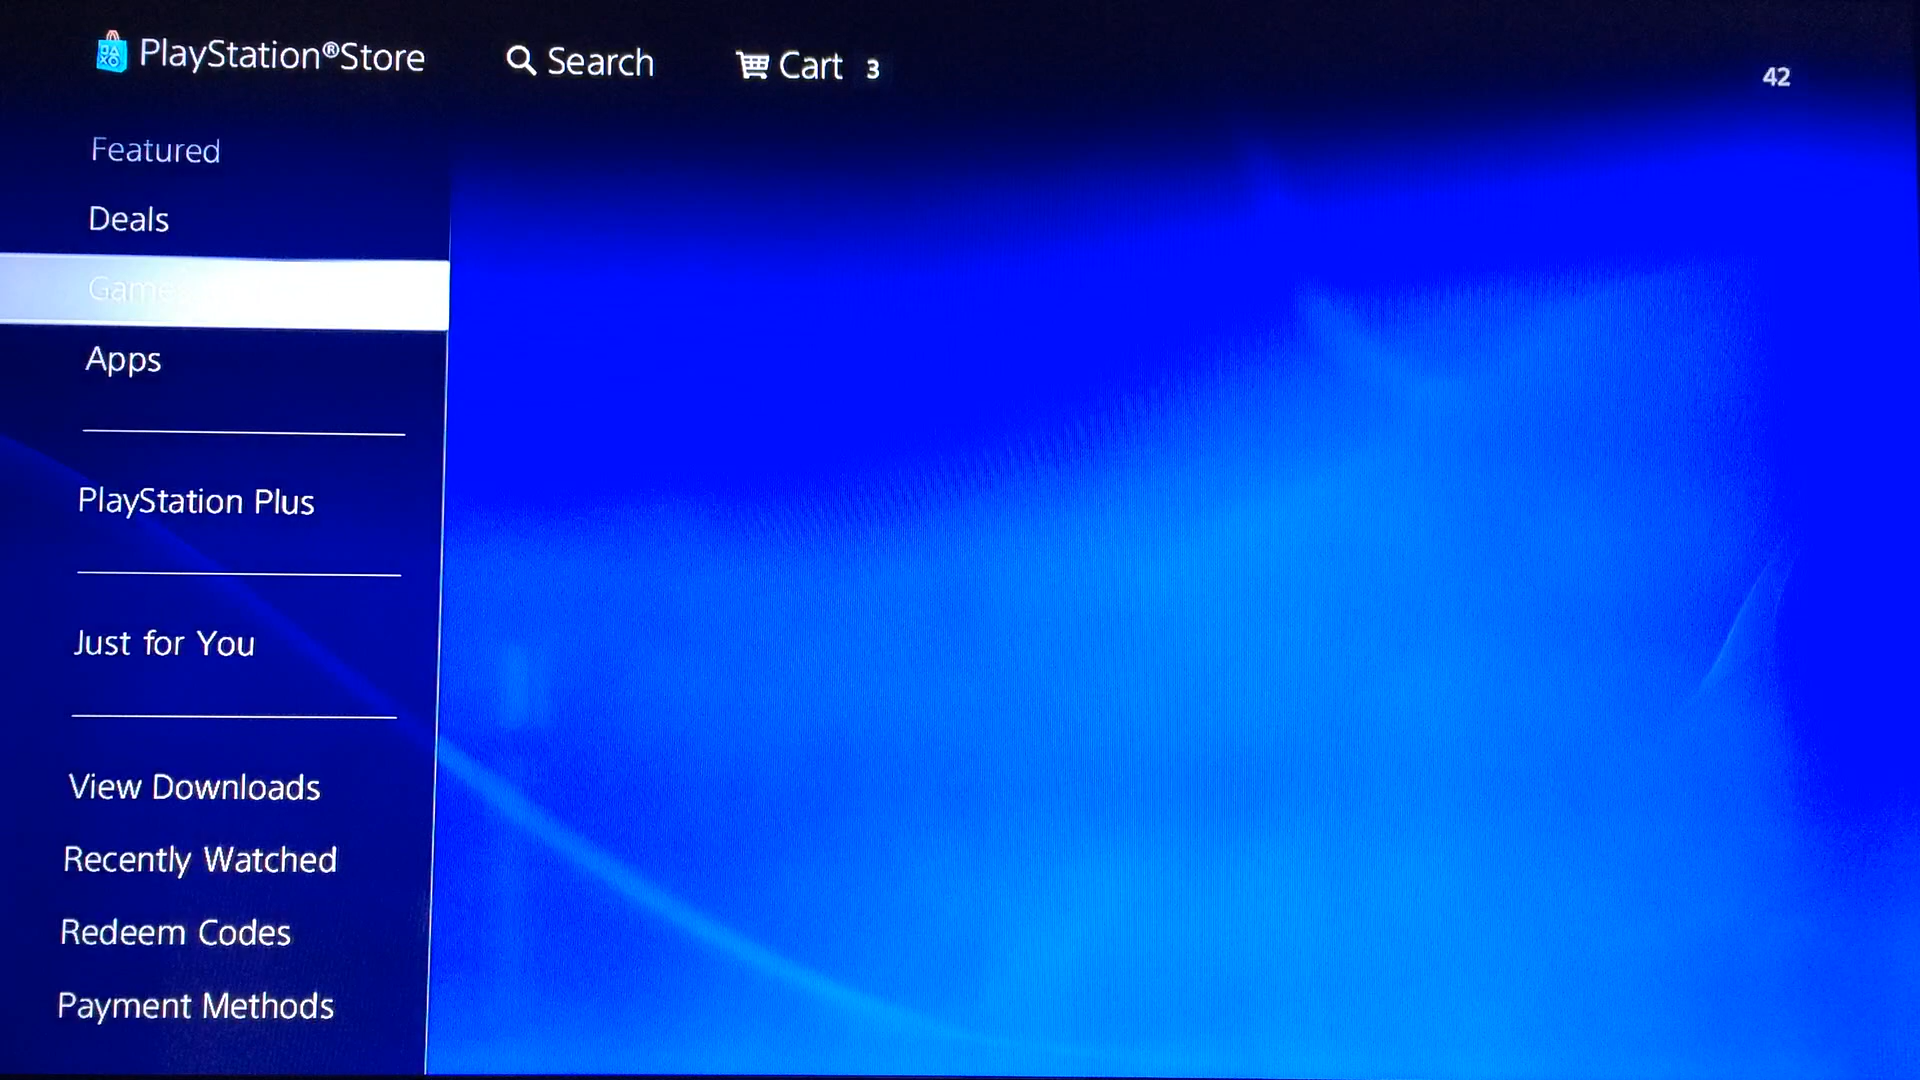 PlayStation®Store
Search
Cart 3
42
Featured
Deals
Games
Apps
PlayStation Plus
Just for You
View Downloads
Recently Watched
Redeem Codes
Payment Methods